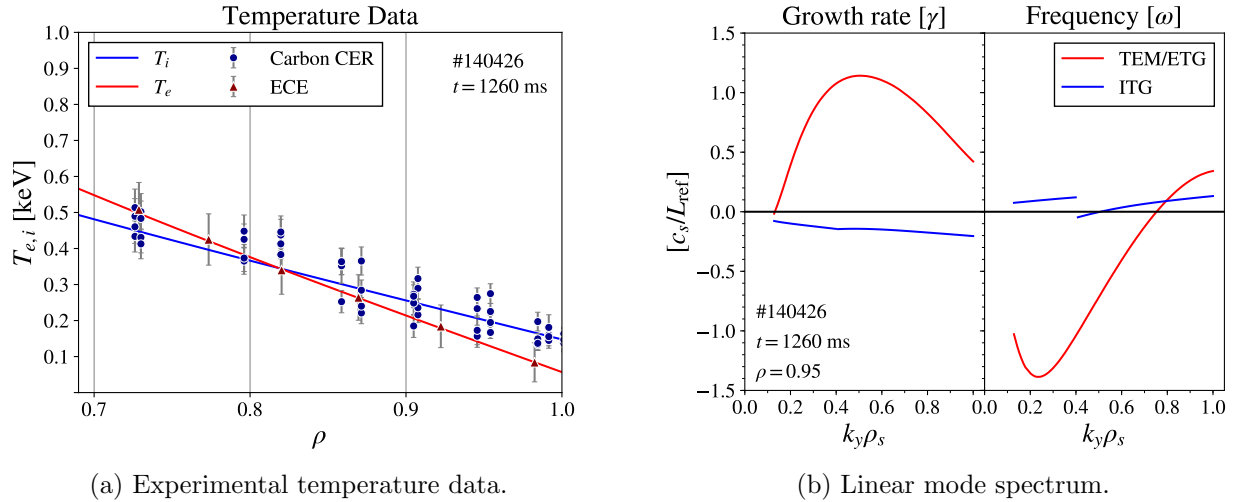 Temperature Data
T_i
T_e
Carbon CER
ECE
#140426
t = 1260 ms
1.0
0.9
0.8
0.7
0.6
0.5
0.4
0.3
0.2
0.1
T_{e,i} [keV]
0.7 0.8 0.9 1.0
ρ
(a) Experimental temperature data.
Growth rate [γ]
Frequency [ω]
TEM/ETG
ITG
1.5
1.0
0.5
0.0
−0.5
−1.0
−1.5
[c_s/L_ref]
#140426
t = 1260 ms
ρ = 0.95
0.0 0.2 0.4 0.6 0.8 0.0 0.2 0.4 0.6 0.8 1.0
k_yρ_s
k_yρ_s
(b) Linear mode spectrum.